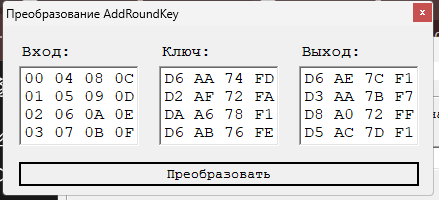 Преобразование AddRoundKey
Вход: Ключ: Выход:
00 04 08 0C D6 AA 74 FD D6 AE 7C F1
01 05 09 0D D2 AF 72 FA D3 AA 7B F7
02 06 0A 0E DA A6 78 F1 D8 A0 72 FF
03 07 0B 0F D6 AB 76 FE D5 AC 7D F1
Преобразовать